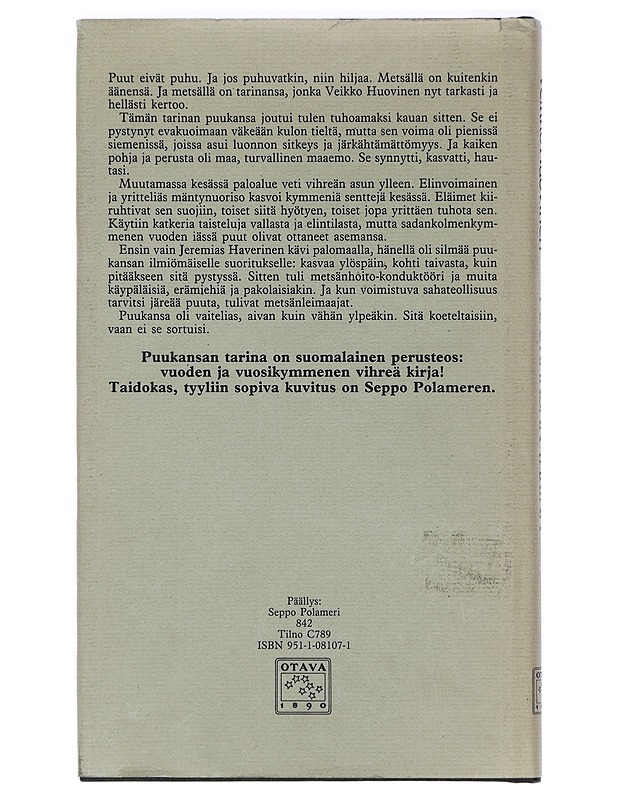 Puut eivät puhu. Ja jos puhuvatkin, niin hiljaa. Metsällä on kuitenkin
äänensä. Ja metsällä on tarinansa, jonka Veikko Huovinen nyt tarkasti ja
hellästi kertoo.
Tämän tarinan puukansa joutui tulen tuhoamaksi kauan sitten. Se ei
pystynyt evakuoimaan väkeään kulon tieltä, mutta sen voima oli pienissä
siemenissä, joissa asui luonnon sitkeys ja järkähtämättömyys. Ja kaiken
pohja ja perusta oli maa, turvallinen maaemo. Se synnytti, kasvatti, hau-
tasi.
Muutamassa kesässä paloalue veti vihreän asun ylleen. Elinvoimainen
ja yritteliäs mäntynuoriso kasvoi kymmeniä senttejä kesässä. Eläimet kii-
ruhtivat sen suojiin, toiset siitä hyötyen, toiset jopa yrittäen tuhota sen.
Käytiin katkeria taisteluja vallasta ja elintilasta, mutta sadankolmenkym-
menen vuoden iässä puut olivat ottaneet asemansa.
Ensin vain Jeremias Haverinen kävi palomaalla, hänellä oli silmää puu-
kansan ilmiömäiselle suoritukselle: kasvaa ylöspäin, kohti taivasta, kuin
pitääkseen sitä pystyssä. Sitten tuli metsänhoito-konduktööri ja muita
käypäläisiä, erämiehiä ja pakolaisiakin. Ja kun voimistuva sahateollisuus
tarvitsi järeää puuta, tulivat metsänleimaajat.
Puukansa oli vaitelias, aivan kuin vähän ylpeäkin. Sitä koeteltaisiin,
vaan ei se sortuisi.
Puukansan tarina on suomalainen perusteos:
vuoden ja vuosikymmenen vihreä kirja!
Taidokas, tyyliin sopiva kuvitus on Seppo Polameren.
Päällys:
Seppo Polameri
842
Tilno C789
ISBN 951-1-08107-1
OTAVA
1890